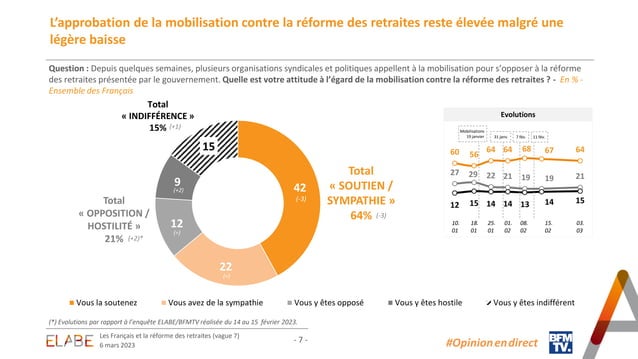 L’approbation de la mobilisation contre la réforme des retraites reste élevée malgré une
légère baisse
Question : Depuis quelques semaines, plusieurs organisations syndicales et politiques appellent à la mobilisation pour s’opposer à la réforme
des retraites présentée par le gouvernement. Quelle est votre attitude à l’égard de la mobilisation contre la réforme des retraites ? - En % -
Ensemble des Français
Total
« INDIFFÉRENCE »
15% (+1)
15
9
(+2)
12
(=)
22
(=)
42
(-3)
Total
« OPPOSITION /
HOSTILITÉ »
21% (+2)*
Total
« SOUTIEN /
SYMPATHIE »
64% (-3)
Evolutions
Mobilisations
19 janvier 31 janv. 7 fév. 11 fév.
60 56 64 64 68 67 64
27 29 22 21 19 19 21
12 15 14 14 13 14 15
10. 18. 25. 01. 08. 15. 03.
01 01 01 02 02 02 03
Vous la soutenez Vous avez de la sympathie Vous y êtes opposé Vous y êtes hostile Vous y êtes indifférent
(*) Evolutions par rapport à l’enquête ELABE/BFMTV réalisée du 14 au 15 février 2023.
ELABE
Les Français et la réforme des retraites [vague 7]
6 mars 2023
- 7 -
#Opinion en direct
BFM
TV.